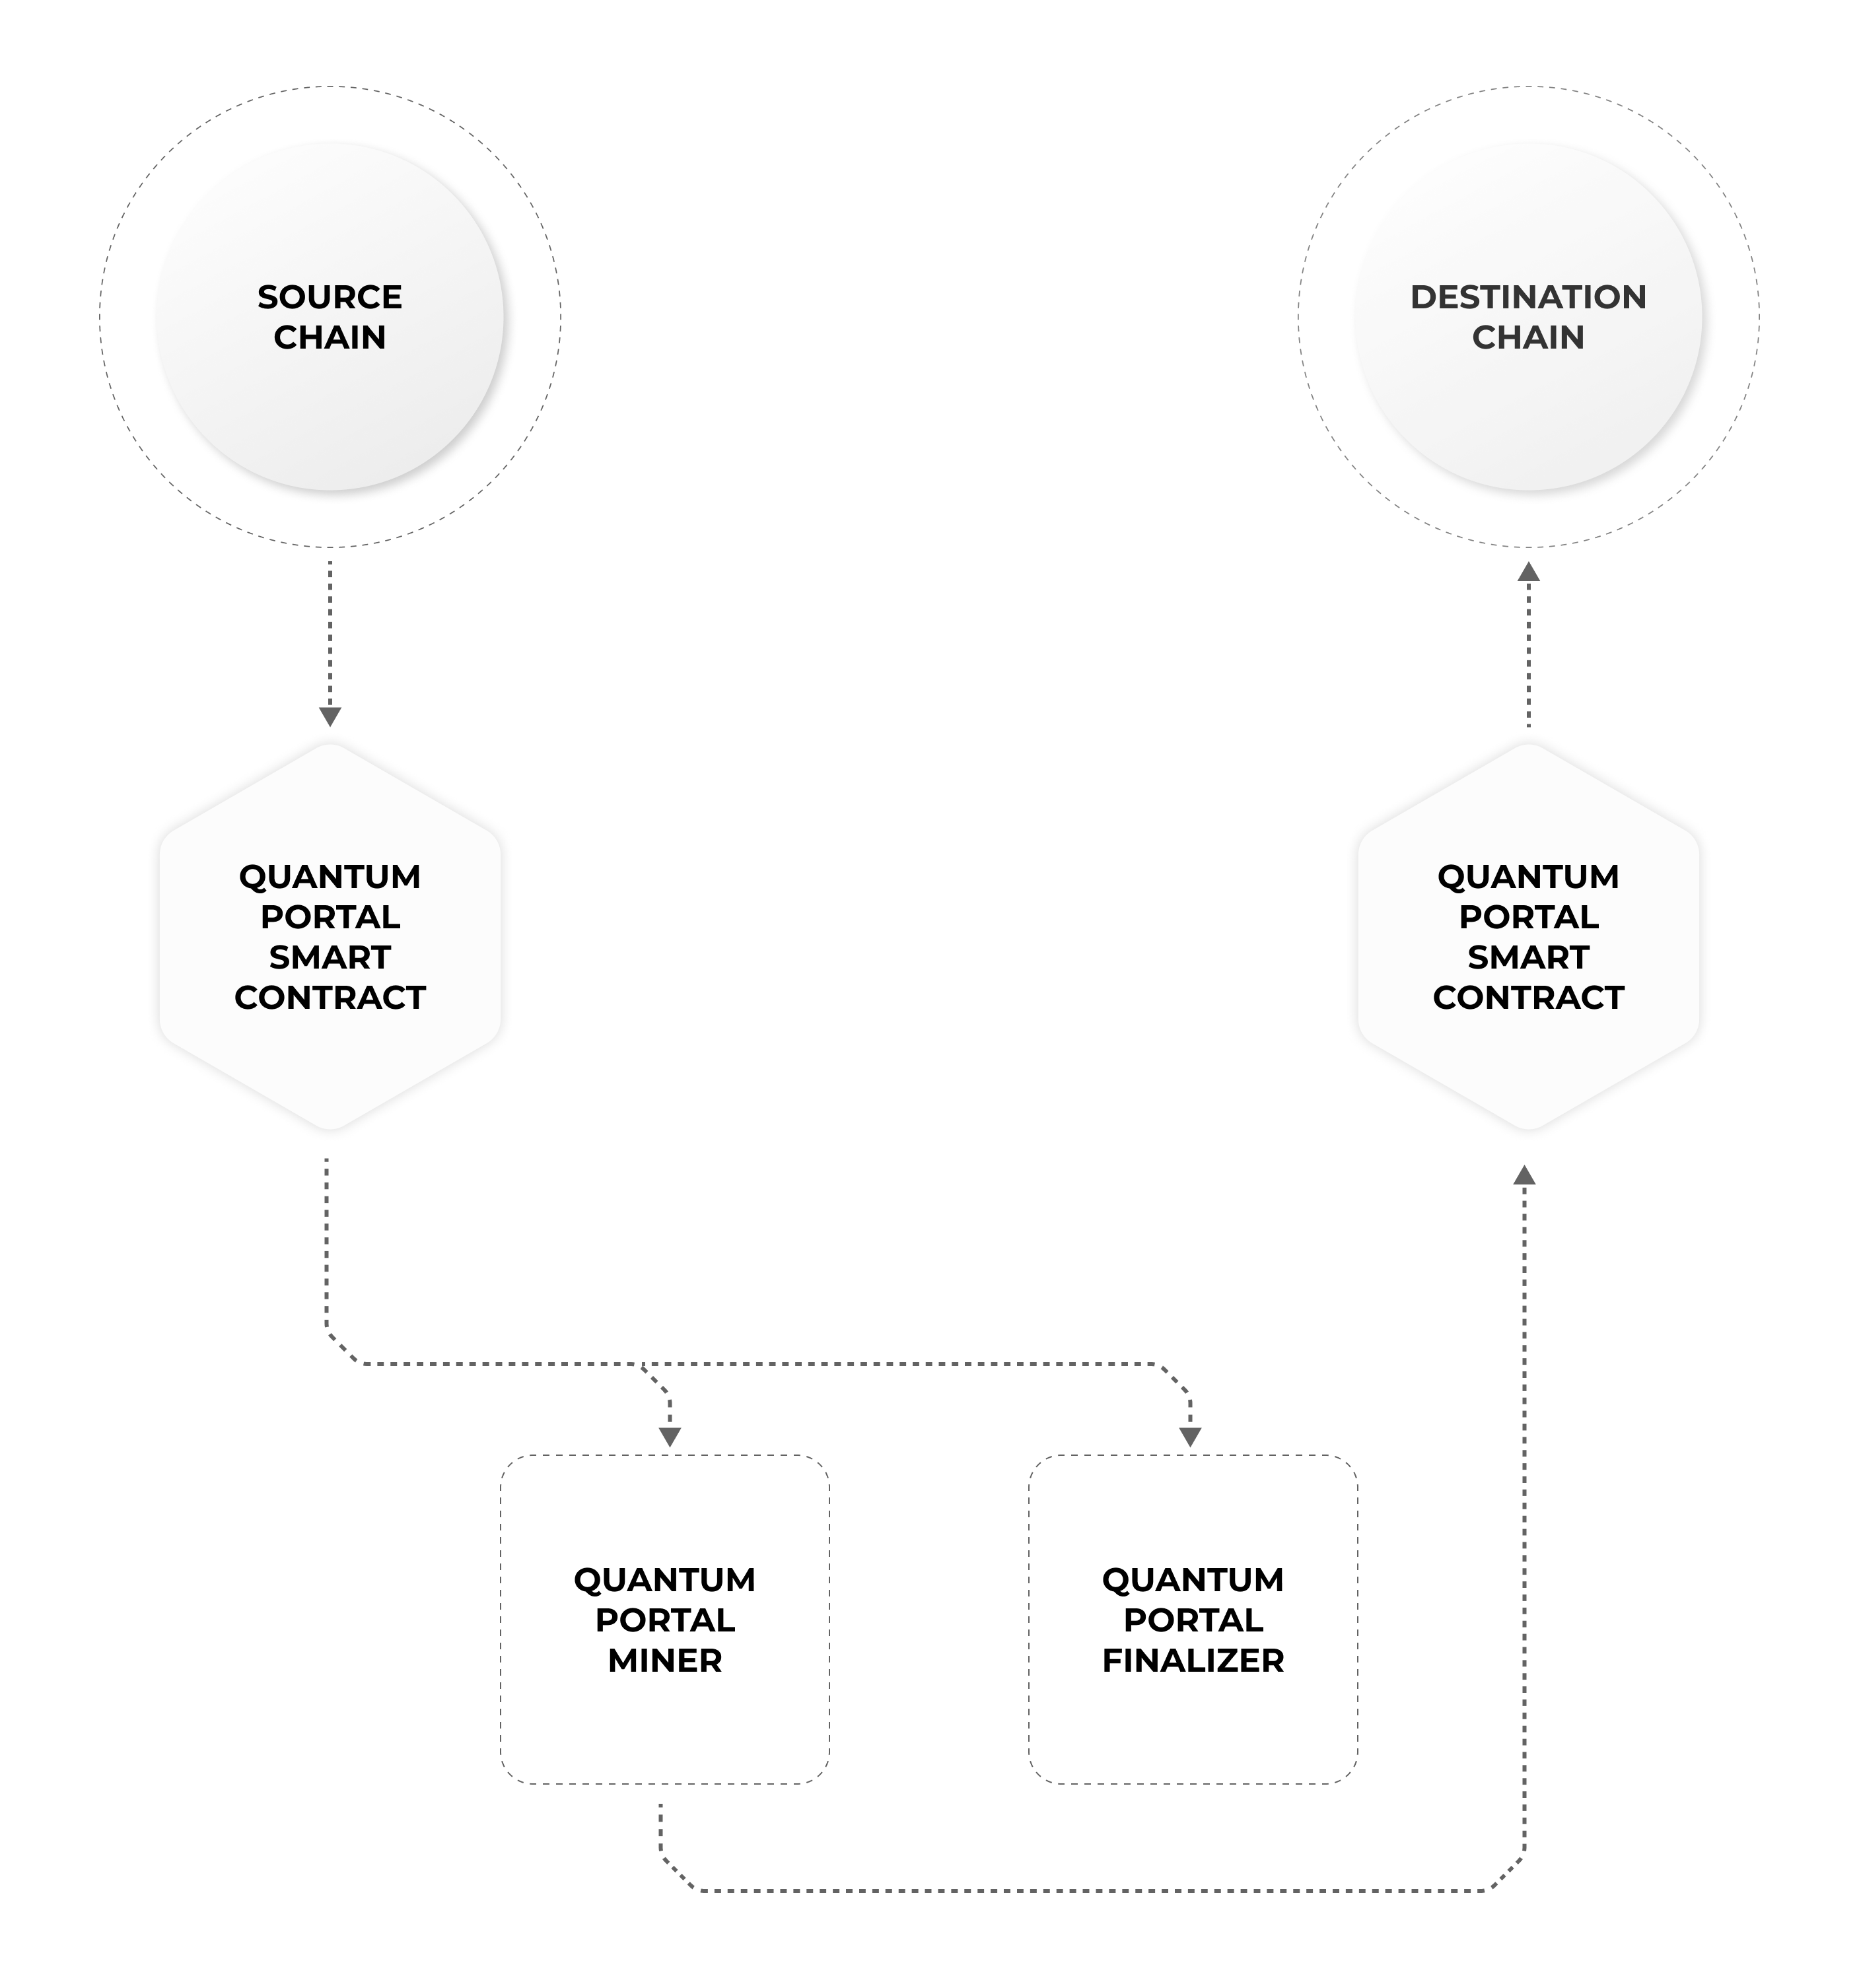 SOURCE
CHAIN
DESTINATION
CHAIN
QUANTUM
PORTAL
SMART
CONTRACT
QUANTUM
PORTAL
SMART
CONTRACT
QUANTUM
PORTAL
MINER
QUANTUM
PORTAL
FINALIZER